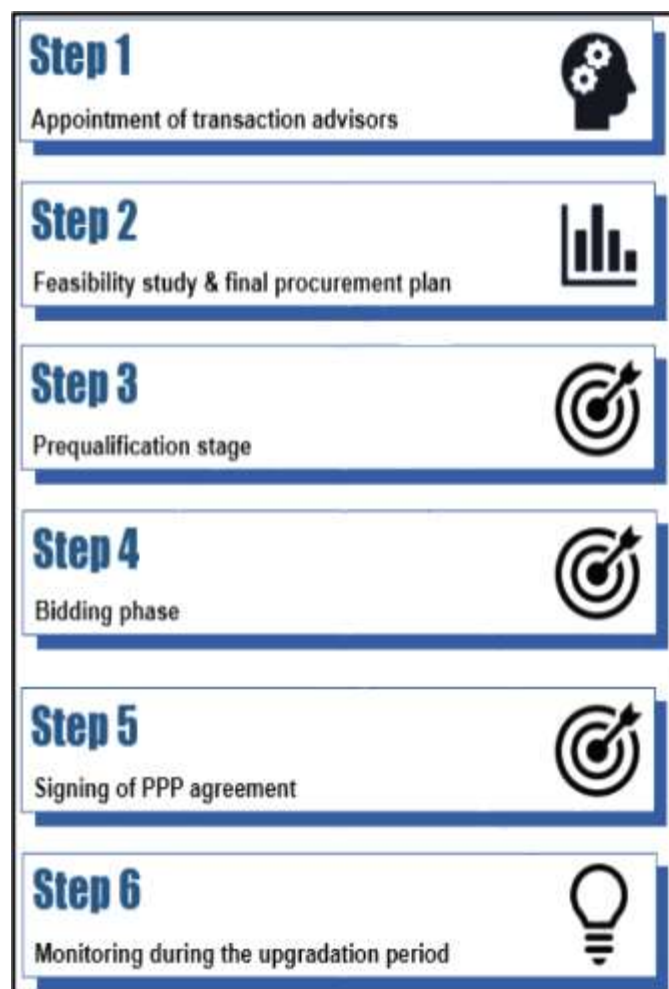 Step 1
Appointment of transaction advisors
Step 2
Feasibility study & final procurement plan
Step 3
Prequalification stage
Step 4
Bidding phase
Step 5
Signing of PPP agreement
Step 6
Monitoring during the upgradation period